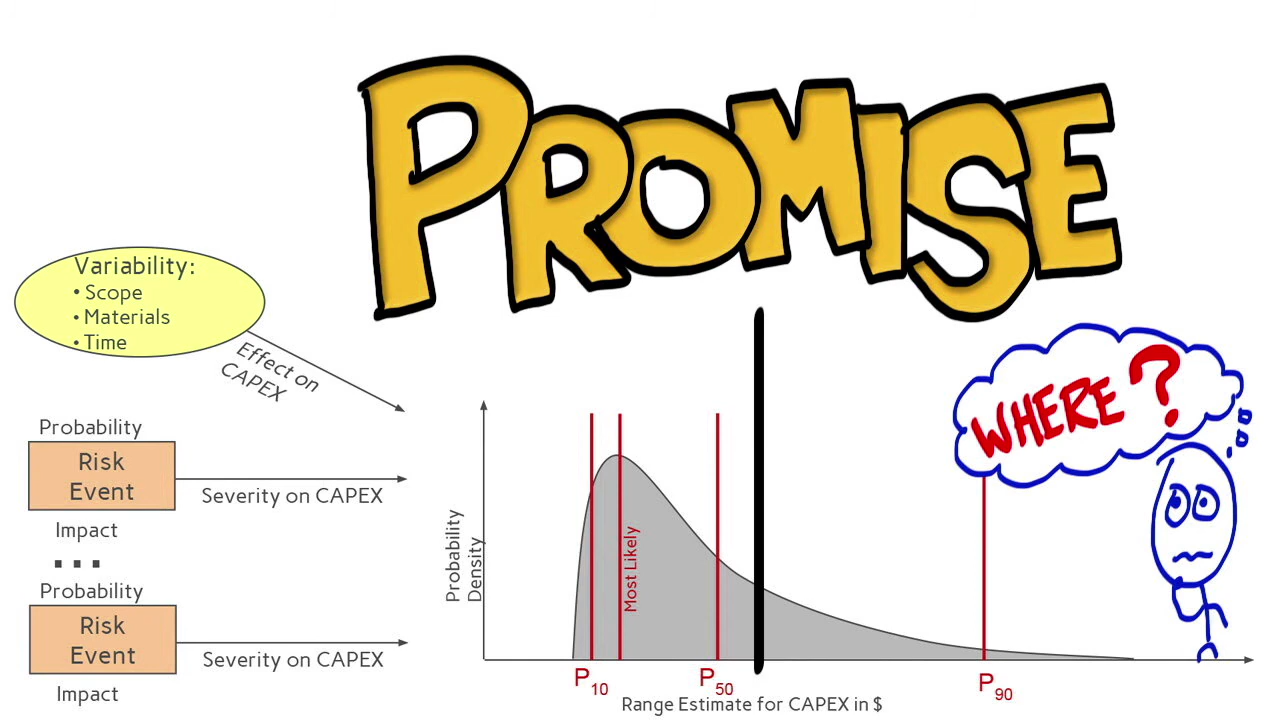 PROMISE
Variability:
• Scope
• Materials
• Time
Effect on
CAPEX
WHERE?
Probability
Risk
Event
Severity on CAPEX
Impact
...
Probability
Risk
Event
Severity on CAPEX
Impact
Probability
Density
Most Likely
P10
P50
P90
Range Estimate for CAPEX in $